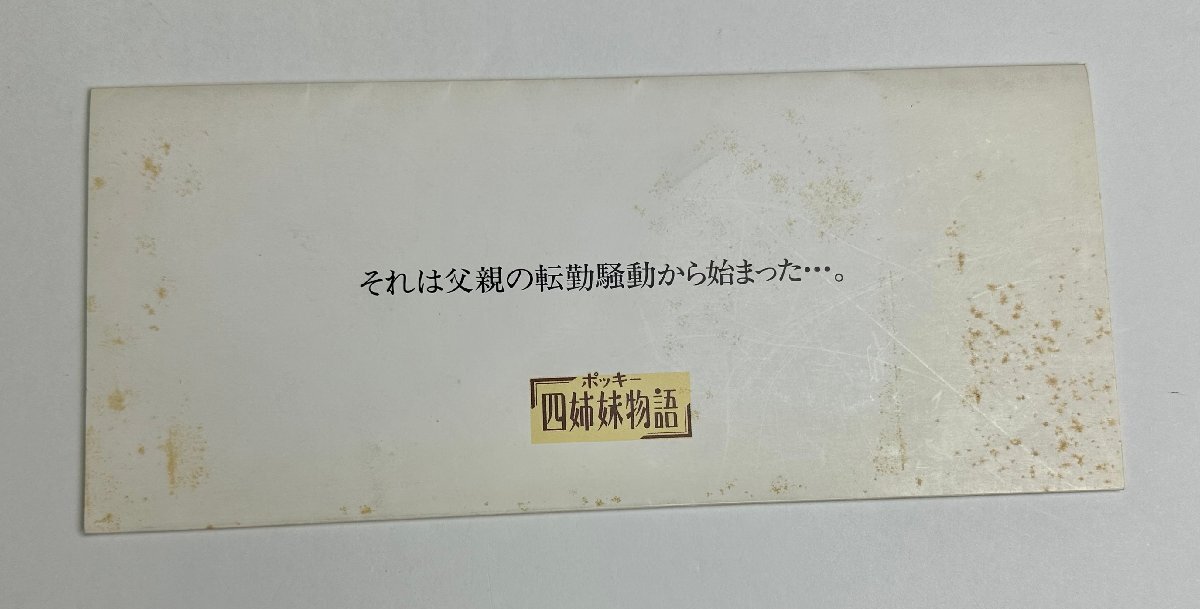 それは父親の転勤騒動から始まった…。
ポッキー
四姉妹物語